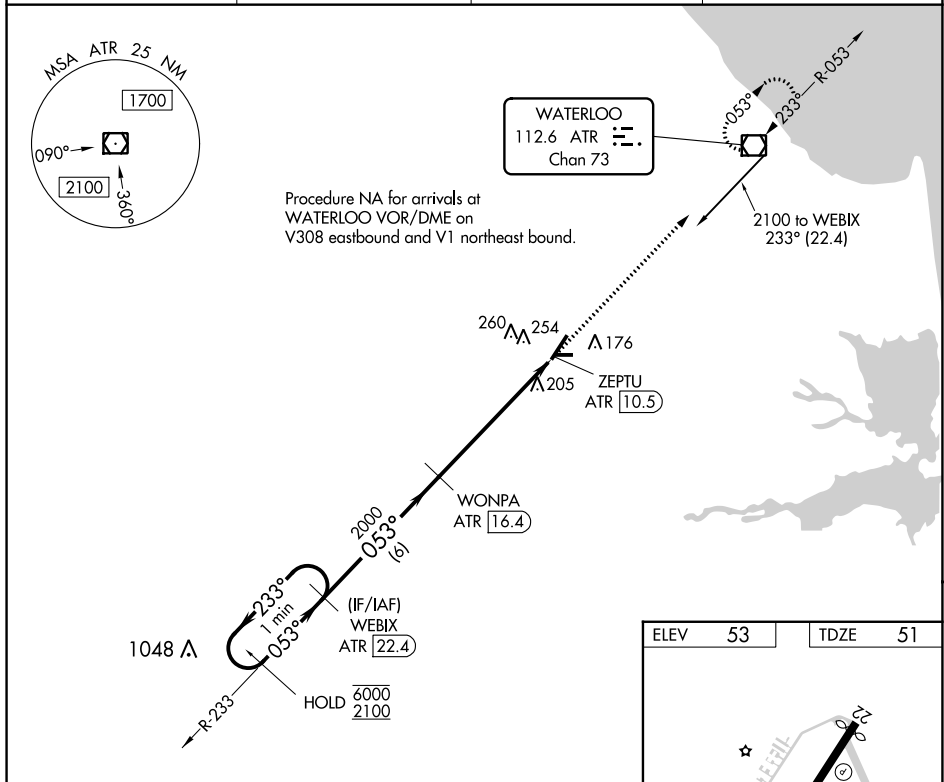 MSA ATR 25 NM
1700
090°
2100
360°
WATERLOO
112.6 ATR
Chan 73
053°
233°
R-053
Procedure NA for arrivals at
WATERLOO VOR/DME on
V308 eastbound and V1 northeast bound.
2100 to WEBIX
233° (22.4)
260
254
176
205
ZEPTU
ATR 10.5
WONPA
ATR 16.4
2000
053°
(6)
233°
1 min
053°
(IF/IAF)
WEBIX
ATR 22.4
1048
HOLD 6000
2100
R-233
ELEV 53
TDZE 51
22
P